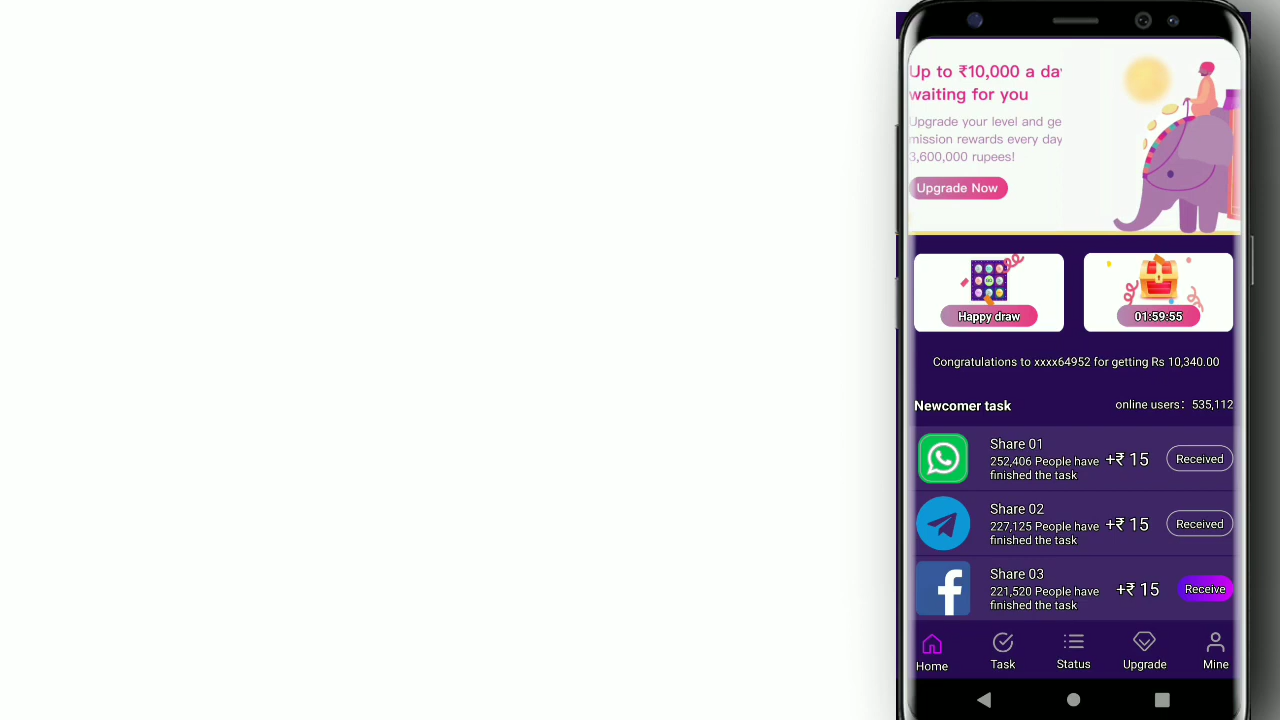 Up to ₹10,000 a da
waiting for you
Upgrade your level and ge
mission rewards every day
3,600,000 rupees!
Upgrade Now
Happy draw
01:59:55
Congratulations to xxxx64952 for getting Rs 10,340.00
Newcomer task
online users: 535,112
Share 01
252,406 People have
finished the task
+₹ 15
Received
Share 02
227,125 People have
finished the task
+₹ 15
Received
Share 03
221,520 People have
finished the task
+₹ 15
Receive
Home
Task
Status
Upgrade
Mine